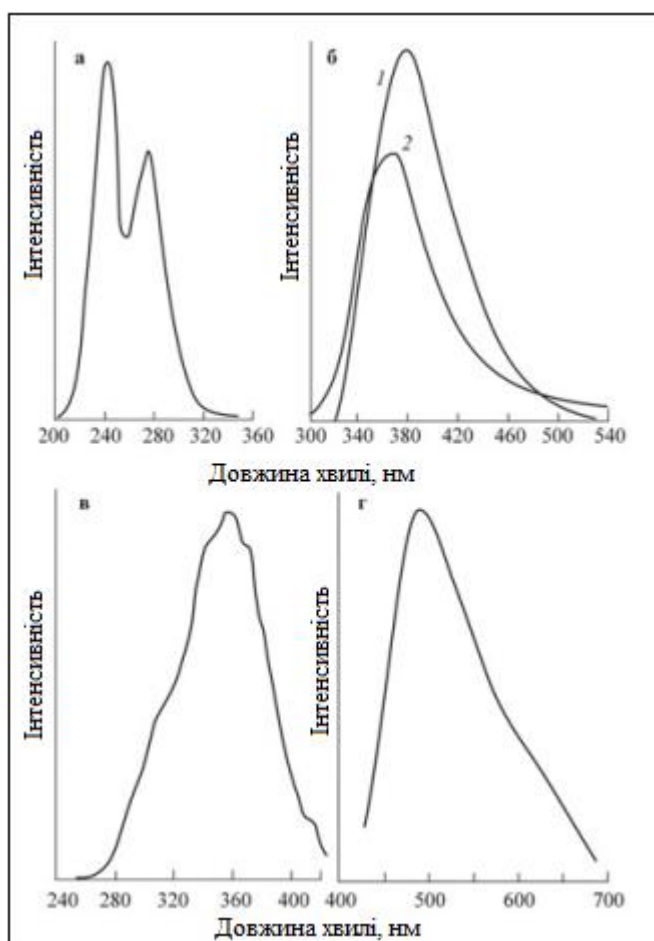 а
б
1
2
Інтенсивність
Інтенсивність
200 240 280 320 360
300 340 380 420 460 500 540
Довжина хвилі, нм
в
г
Інтенсивність
Інтенсивність
240 280 320 360 400
400 500 600 700
Довжина хвилі, нм